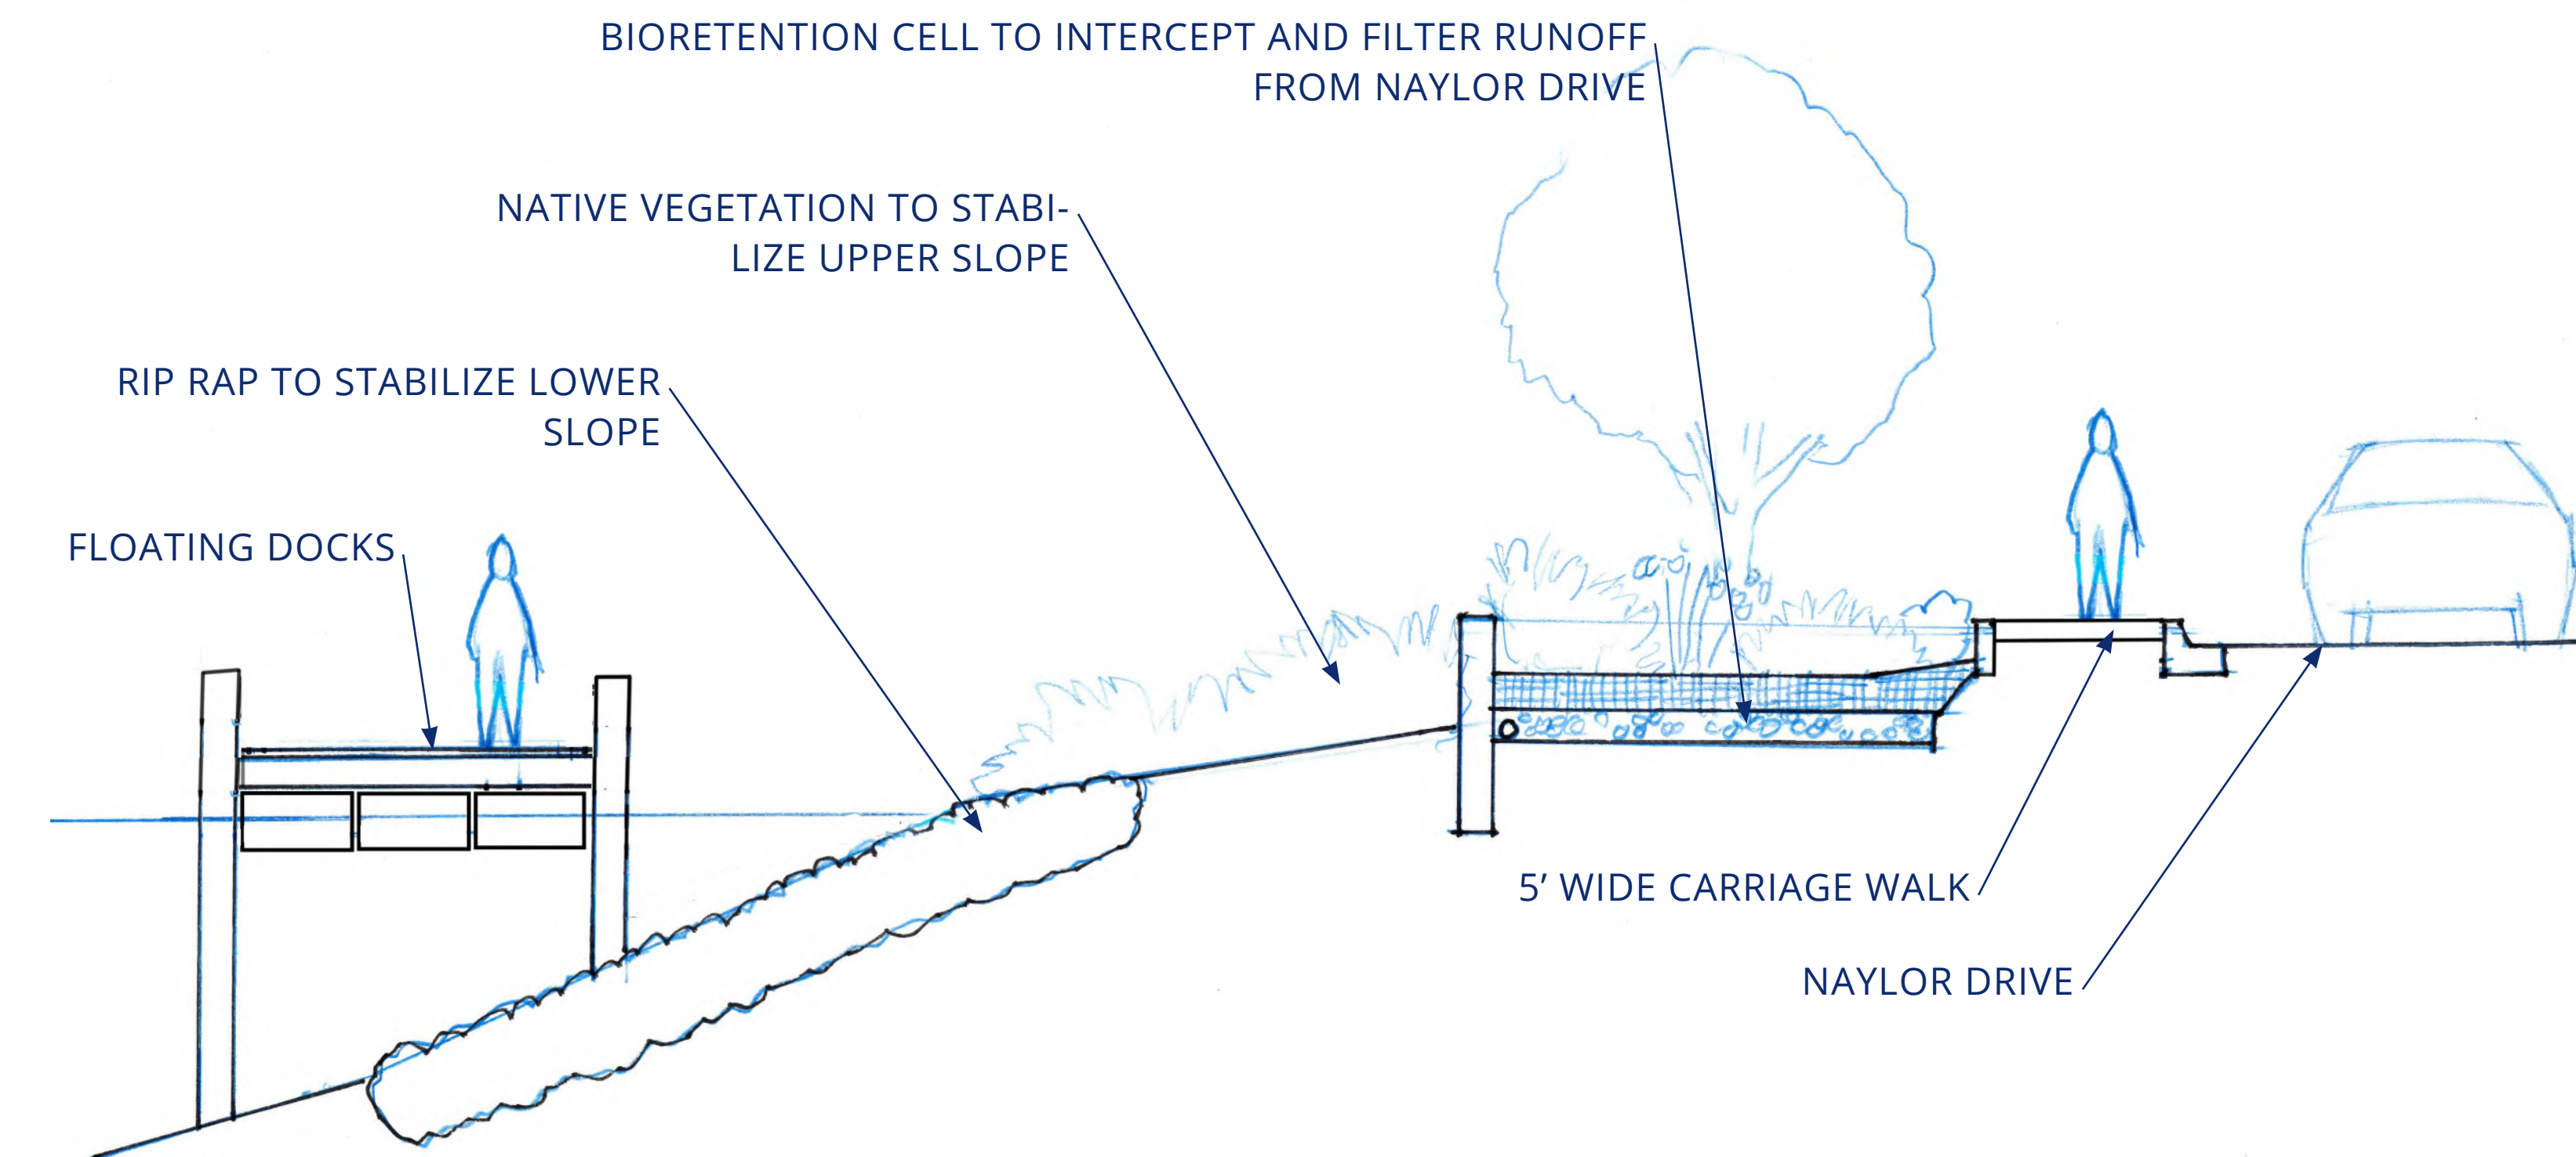 BIORETENTION CELL TO INTERCEPT AND FILTER RUNOFF
FROM NAYLOR DRIVE
NATIVE VEGETATION TO STABI-
LIZE UPPER SLOPE
RIP RAP TO STABILIZE LOWER
SLOPE
FLOATING DOCKS
5’ WIDE CARRIAGE WALK
NAYLOR DRIVE